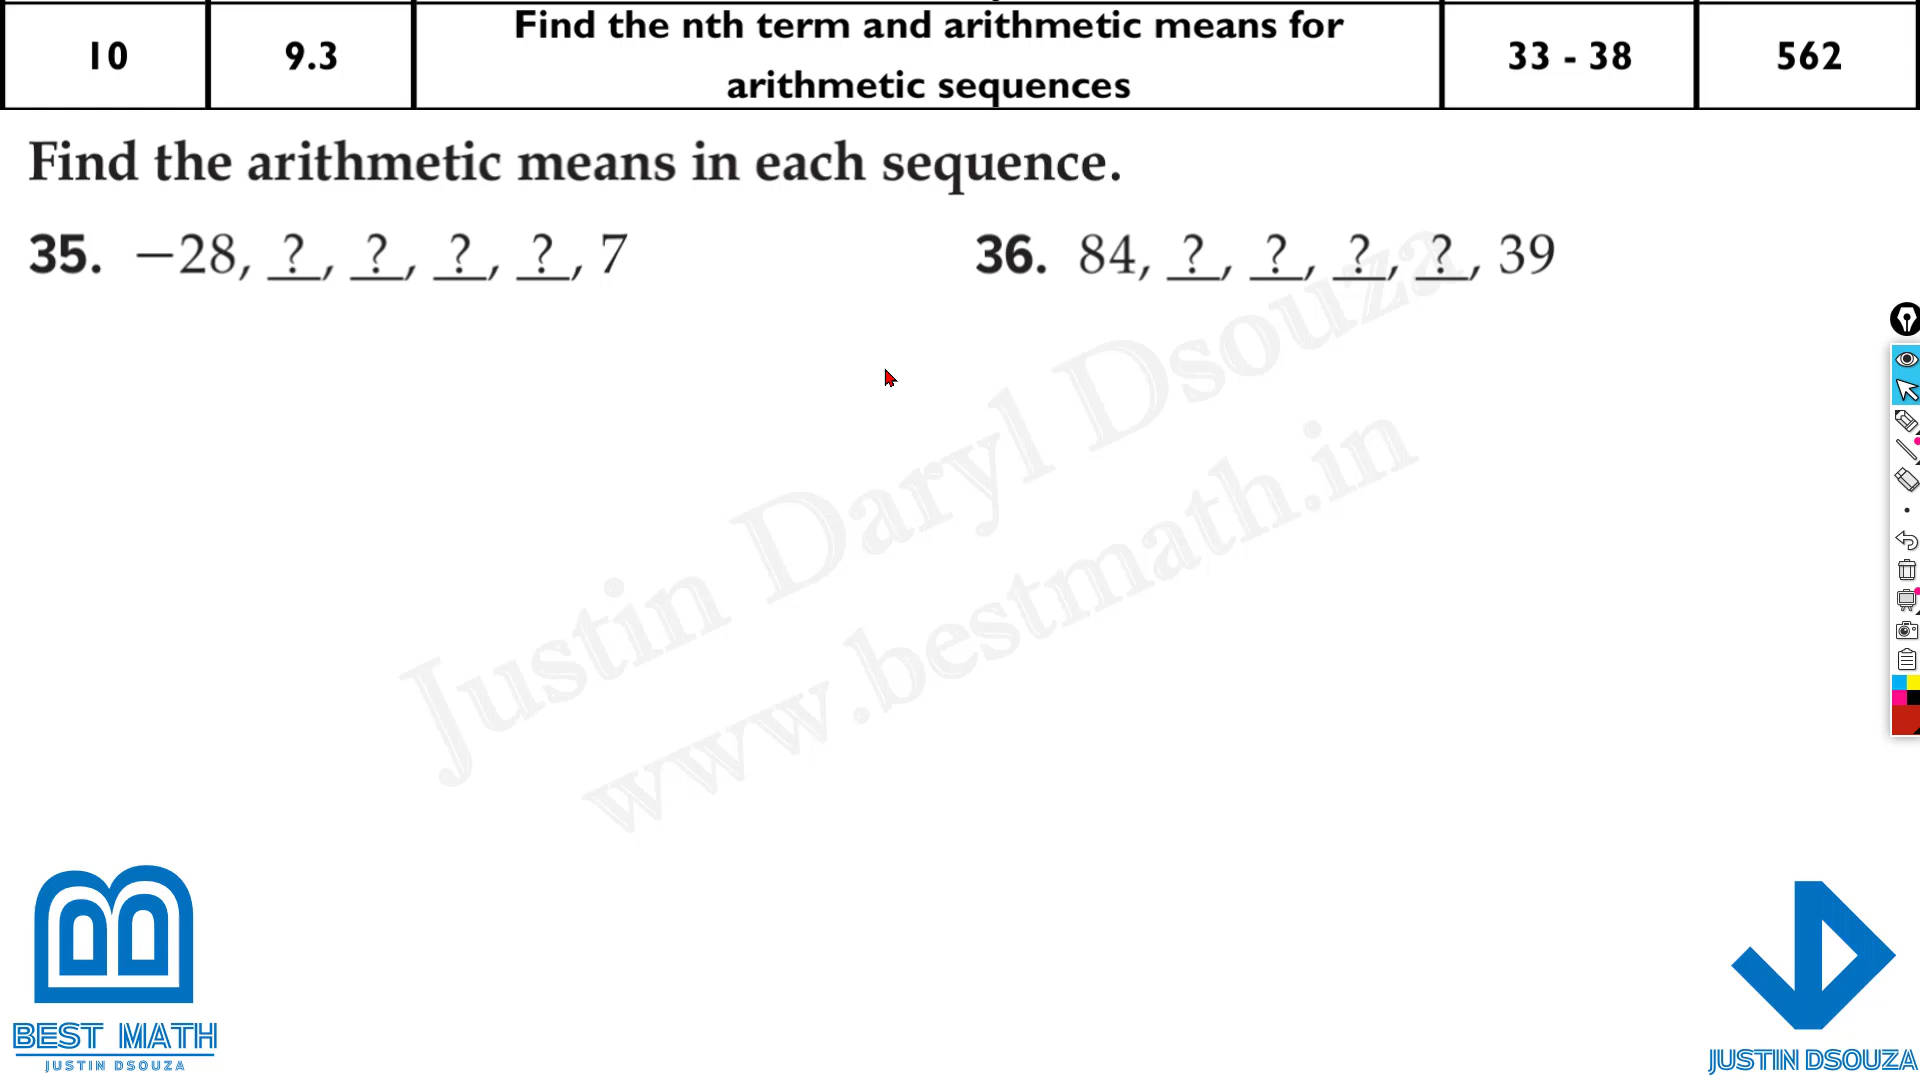 10 9.3 Find the nth term and arithmetic means for arithmetic sequences 33 - 38 562
Find the arithmetic means in each sequence.
35. −28, ?, ?, ?, ?, 7
36. 84, ?, ?, ?, ?, 39
Justin Daryl Dsouza
www.bestmath.in
BEST MATH
JUSTIN DSOUZA
JUSTIN DSOUZA